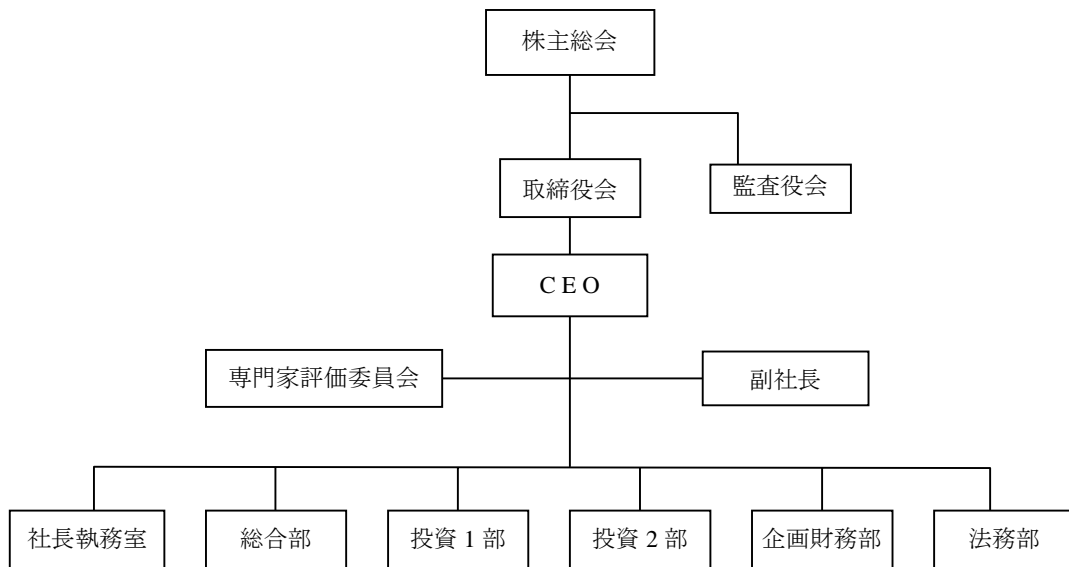 株主総会
取締役会
監査役会
CEO
専門家評価委員会
副社長
社長執務室
総合部
投資1部
投資2部
企画財務部
法務部